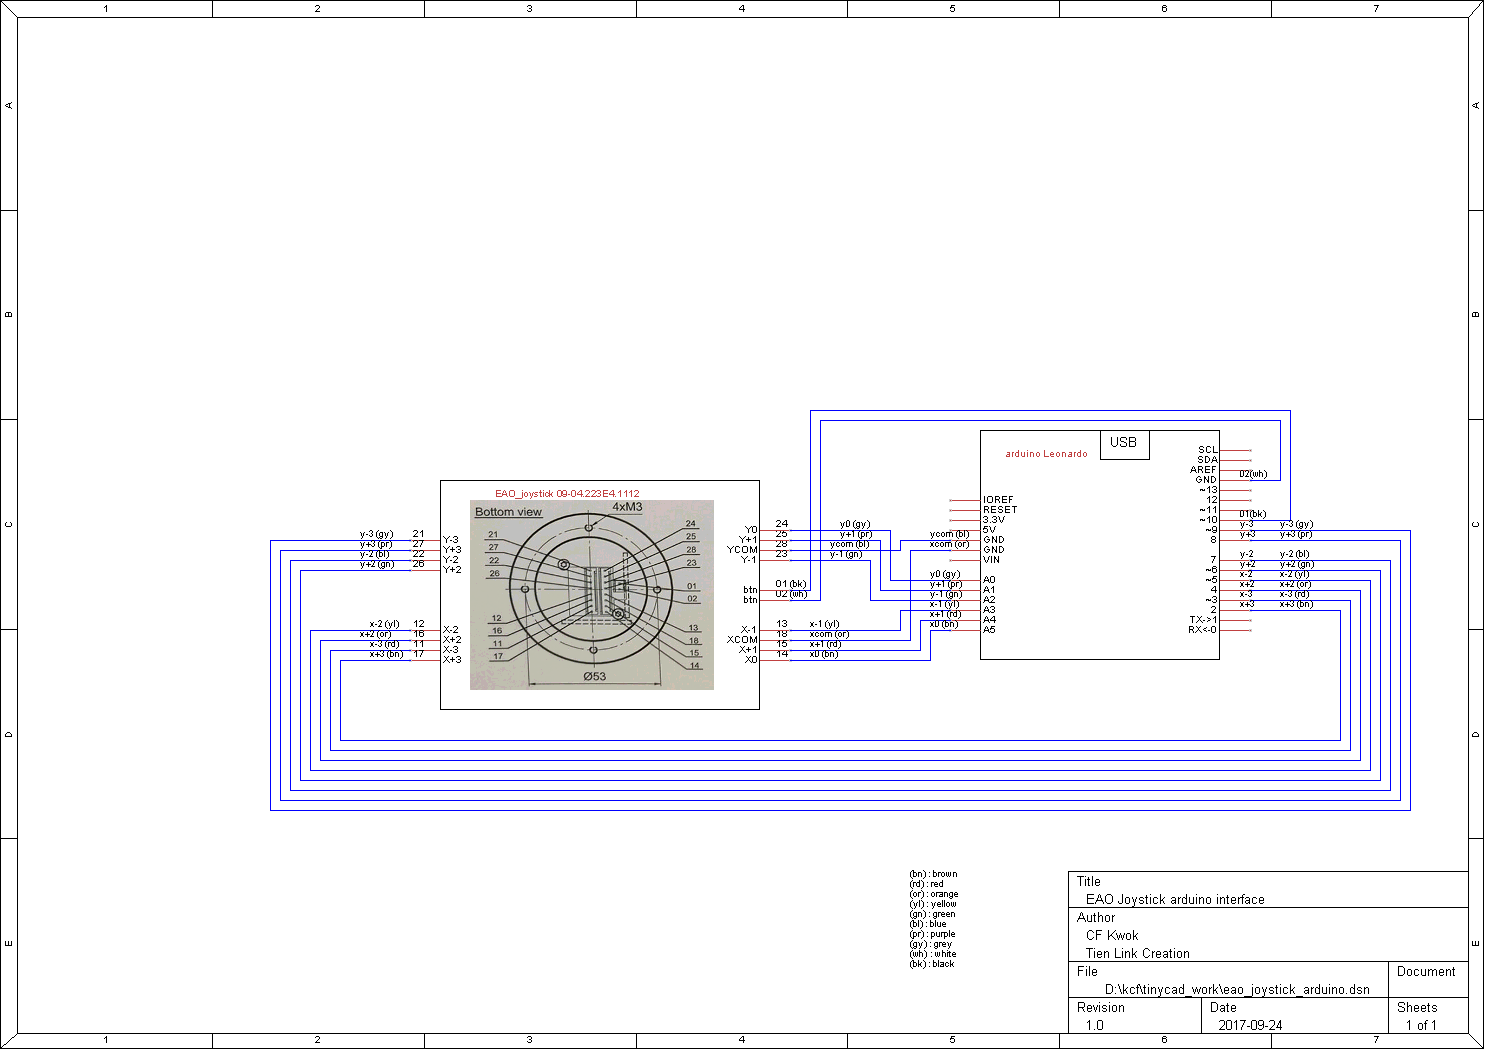 1 2 3 4 5 6 7
A A
B B
C C
D D
E E
USB
arduino Leonardo
SCL
SDA
AREF
GND 02(wh)
~13
12
~11
~10 01(bk)
~9 y-3 y-3 (gy)
8 y+3 y+3 (pr)
7 y-2 y-2 (bl)
~6 y+2 y+2 (gn)
~5 x-2 x-2 (yl)
4 x+2 x+2 (or)
~3 x-3 x-3 (rd)
2 x+3 x+3 (bn)
TX->1
RX<-0
IOREF
RESET
3.3V
5V
ycom (bl) GND
xcom (or) GND
VIN
y0 (gy) A0
y+1 (pr) A1
y-1 (gn) A2
x-1 (yl) A3
x+1 (rd) A4
x0 (bn) A5
EAO_joystick 09-04.223E4.1112
Bottom view
4xM3
21
27
22
26
12
16
11
17
24
25
28
23
01
02
13
18
15
14
Ø53
y-3 (gy) 21 Y-3
y+3 (pr) 27 Y+3
y-2 (bl) 22 Y-2
y+2 (gn) 26 Y+2
x-2 (yl) 12 X-2
x+2 (or) 16 X+2
x-3 (rd) 11 X-3
x+3 (bn) 17 X+3
Y0 24 y0 (gy)
Y+1 25 y+1 (pr)
YCOM 28 ycom (bl)
Y-1 23 y-1 (gn)
btn 01 (bk)
btn 02 (wh)
X-1 13 x-1 (yl)
XCOM 18 xcom (or)
X+1 15 x+1 (rd)
X0 14 x0 (bn)
(bn) : brown
(rd) : red
(or) : orange
(yl) : yellow
(gn) : green
(bl) : blue
(pr) : purple
(gy) : grey
(wh) : white
(bk) : black
Title
EAO Joystick arduino interface
Author
CF Kwok
Tien Link Creation
File Document
D:\kcf\tinycad_work\eao_joystick_arduino.dsn
Revision Date Sheets
1.0 2017-09-24 1 of 1
1 2 3 4 5 6 7